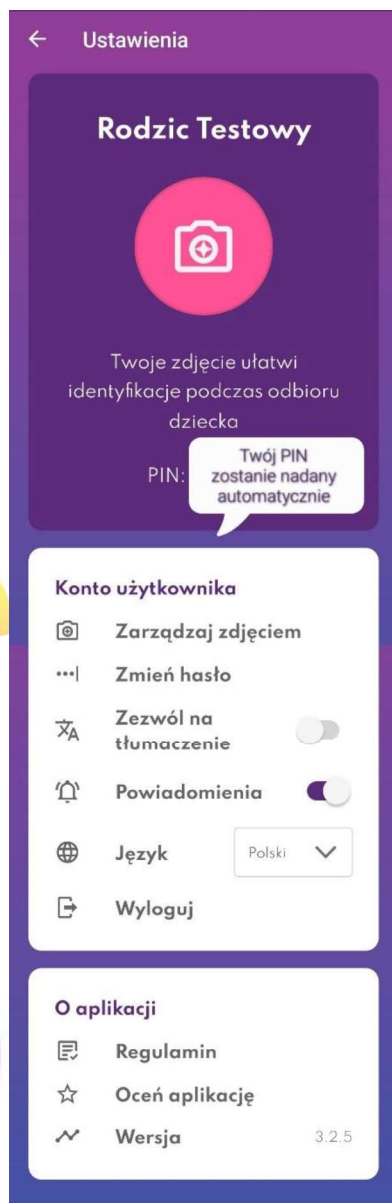 Ustawienia
Rodzic Testowy
Twoje zdjęcie ułatwi
identyfikacje podczas odbioru
dziecka
PIN:
Twój PIN
zostanie nadany
automatycznie
Konto użytkownika
Zarządzaj zdjęciem
Zmień hasło
Zezwól na
tłumaczenie
Powiadomienia
Język
Polski
Wyloguj
O aplikacji
Regulamin
Oceń aplikację
Wersja
3.2.5